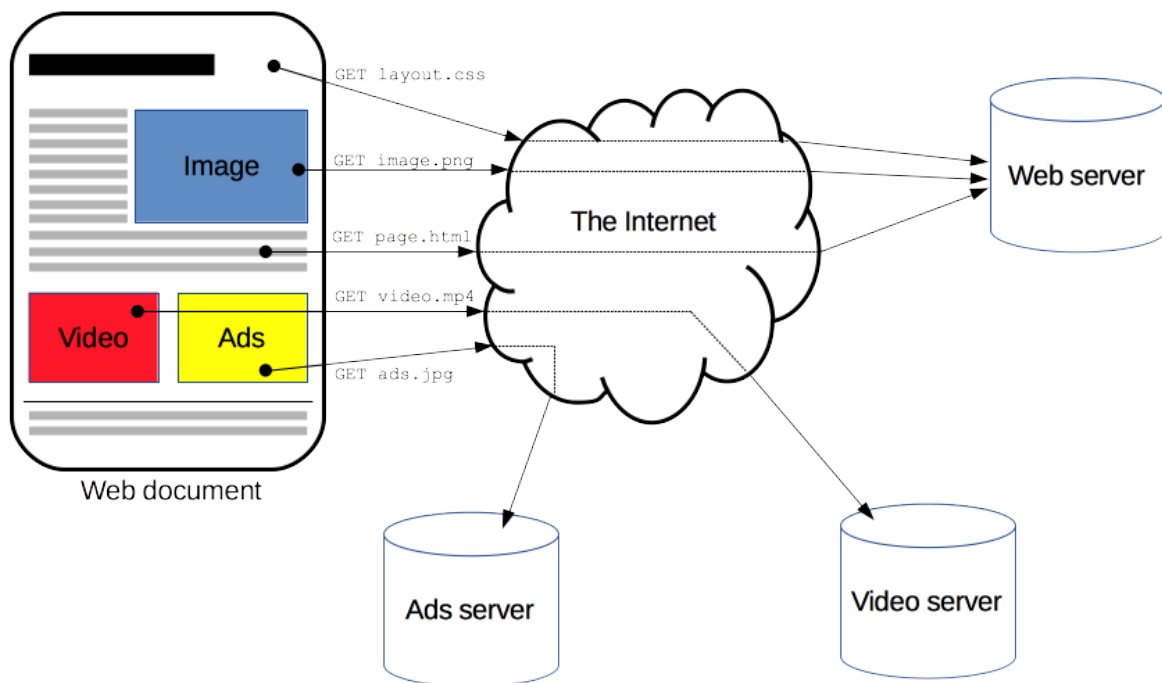 GET layout.css
Image
GET image.png
Web server
The Internet
GET page.html
GET video.mp4
Video
Ads
GET ads.jpg
Web document
Ads server
Video server